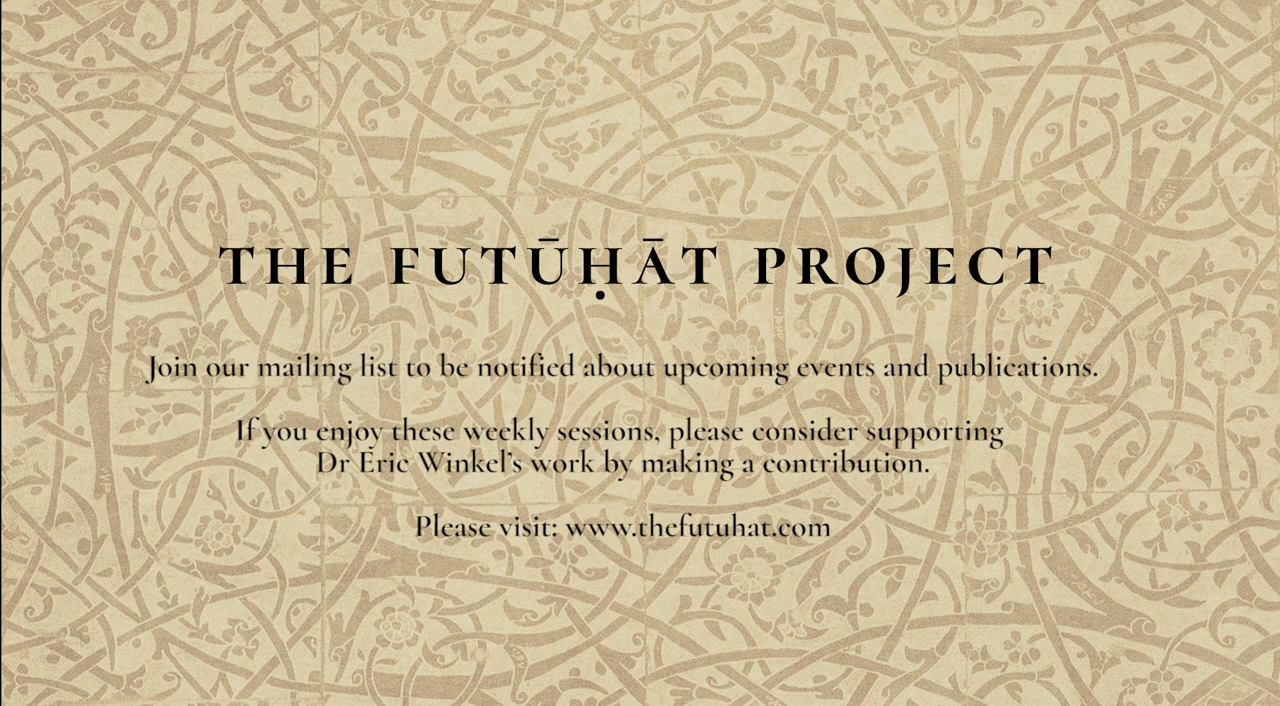 THE FUTŪḤĀT PROJECT
Join our mailing list to be notified about upcoming events and publications.
If you enjoy these weekly sessions, please consider supporting
Dr Eric Winkel’s work by making a contribution.
Please visit: www.thefutuhat.com